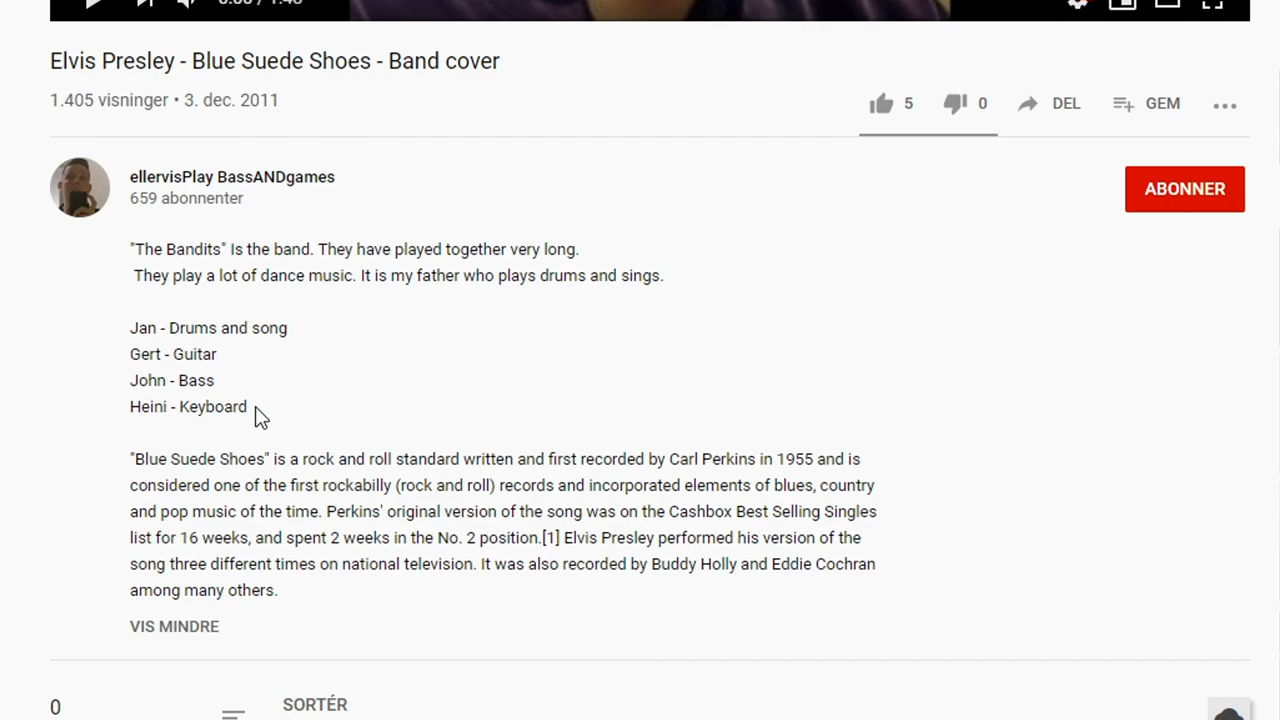 Elvis Presley - Blue Suede Shoes - Band cover
1.405 visninger • 3. dec. 2011
5 0 DEL GEM
ellervisPlay BassANDgames
659 abonnenter
ABONNER
"The Bandits" Is the band. They have played together very long.
They play a lot of dance music. It is my father who plays drums and sings.
Jan - Drums and song
Gert - Guitar
John - Bass
Heini - Keyboard
"Blue Suede Shoes" is a rock and roll standard written and first recorded by Carl Perkins in 1955 and is
considered one of the first rockabilly (rock and roll) records and incorporated elements of blues, country
and pop music of the time. Perkins' original version of the song was on the Cashbox Best Selling Singles
list for 16 weeks, and spent 2 weeks in the No. 2 position.[1] Elvis Presley performed his version of the
song three different times on national television. It was also recorded by Buddy Holly and Eddie Cochran
among many others.
VIS MINDRE
0
SORTÉR